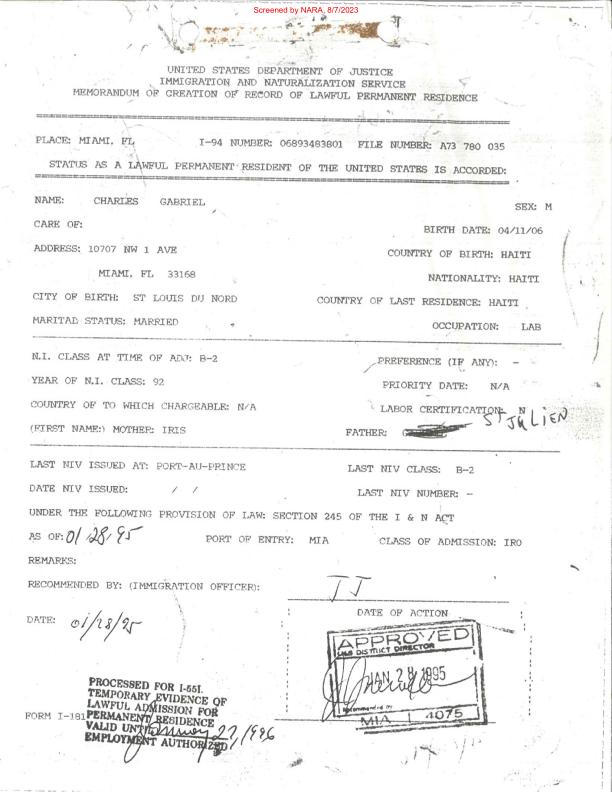 Screened by NARA, 8/7/2023
UNITED STATES DEPARTMENT OF JUSTICE
IMMIGRATION AND NATURALIZATION SERVICE
MEMORANDUM OF CREATION OF RECORD OF LAWFUL PERMANENT RESIDENCE
PLACE: MIAMI, FL I-94 NUMBER: 06893483801 FILE NUMBER: A73 780 035
STATUS AS A LAWFUL PERMANENT RESIDENT OF THE UNITED STATES IS ACCORDED:
NAME: CHARLES GABRIEL SEX: M
CARE OF: BIRTH DATE: 04/11/06
ADDRESS: 10707 NW 1 AVE COUNTRY OF BIRTH: HAITI
MIAMI, FL 33168 NATIONALITY: HAITI
CITY OF BIRTH: ST LOUIS DU NORD COUNTRY OF LAST RESIDENCE: HAITI
MARITAD STATUS: MARRIED OCCUPATION: LAB
N.I. CLASS AT TIME OF ADJ: B-2 PREFERENCE (IF ANY): -
YEAR OF N.I. CLASS: 92 PRIORITY DATE: N/A
COUNTRY OF TO WHICH CHARGEABLE: N/A LABOR CERTIFICATION: N
(FIRST NAME:) MOTHER: IRIS FATHER: ST JULIEN
LAST NIV ISSUED AT: PORT-AU-PRINCE LAST NIV CLASS: B-2
DATE NIV ISSUED: / / LAST NIV NUMBER: -
UNDER THE FOLLOWING PROVISION OF LAW: SECTION 245 OF THE I & N ACT
AS OF: 01/28/95 PORT OF ENTRY: MIA CLASS OF ADMISSION: IRO
REMARKS:
RECOMMENDED BY: (IMMIGRATION OFFICER): JJ
DATE: 01/28/95 DATE OF ACTION
APPROVED
DISTRICT DIRECTOR
JAN 28 1995
MIA 4075
PROCESSED FOR I-551.
TEMPORARY EVIDENCE OF
LAWFUL ADMISSION FOR
FORM I-181 PERMANENT RESIDENCE
VALID UNTIL January 27, 1996
EMPLOYMENT AUTHORIZED